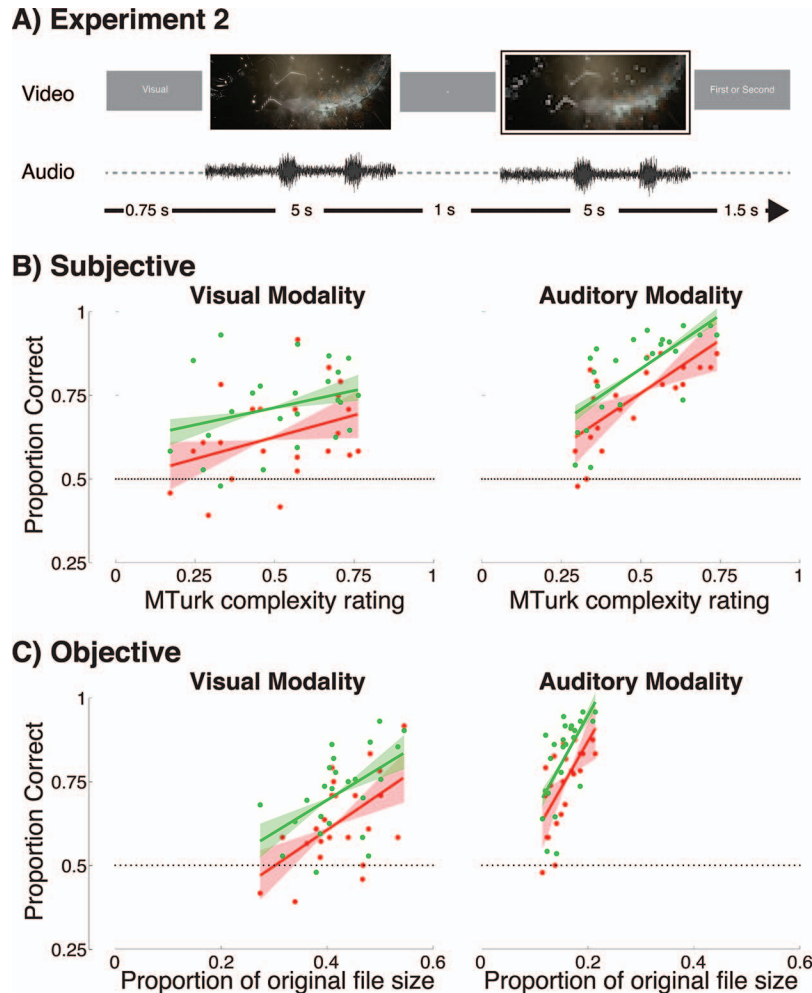 A) Experiment 2
Video
Visual
-
First or Second
Audio
0.75 s
5 s
1 s
5 s
1.5 s
B) Subjective
Visual Modality
Auditory Modality
Proportion Correct
1
0.75
0.5
0.25
0
0.25
0.5
0.75
1
0
0.25
0.5
0.75
1
MTurk complexity rating
MTurk complexity rating
C) Objective
Visual Modality
Auditory Modality
Proportion Correct
1
0.75
0.5
0.25
0
0.2
0.4
0.6
0
0.2
0.4
0.6
Proportion of original file size
Proportion of original file size